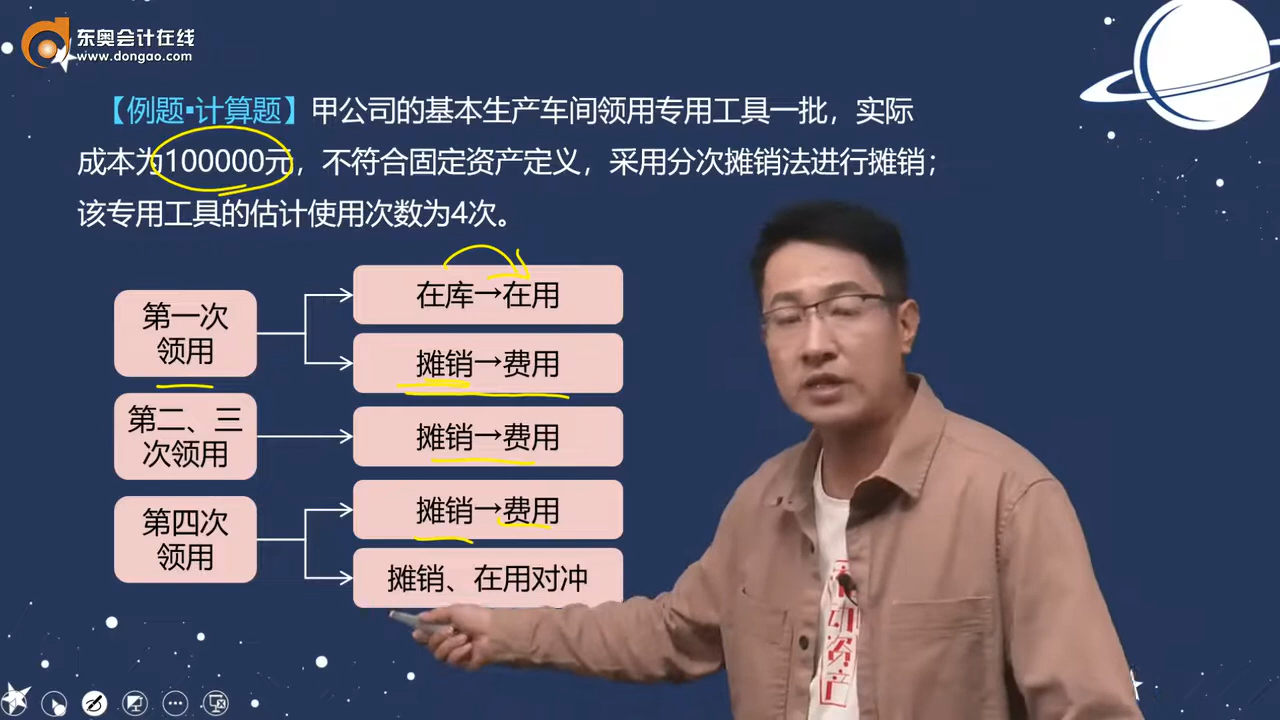 东奥会计在线
www.dongao.com
【例题·计算题】甲公司的基本生产车间领用专用工具一批，实际
成本为100000元，不符合固定资产定义，采用分次摊销法进行摊销；
该专用工具的估计使用次数为4次。
第一次
领用
在库→在用
摊销→费用
第二、三
次领用
摊销→费用
第四次
领用
摊销→费用
摊销、在用对冲